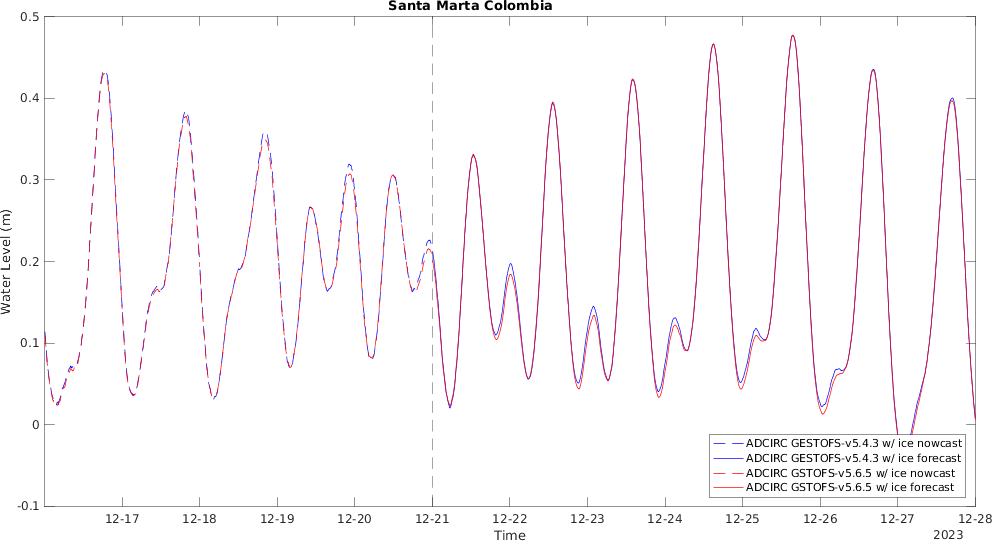 Santa Marta Colombia
Water Level (m)
0.5
0.4
0.3
0.2
0.1
0
-0.1
ADCIRC GESTOFS-v5.4.3 w/ ice nowcast
ADCIRC GESTOFS-v5.4.3 w/ ice forecast
ADCIRC GSTOFS-v5.6.5 w/ ice nowcast
ADCIRC GSTOFS-v5.6.5 w/ ice forecast
12-17 12-18 12-19 12-20 12-21 12-22 12-23 12-24 12-25 12-26 12-27 12-28
Time
2023